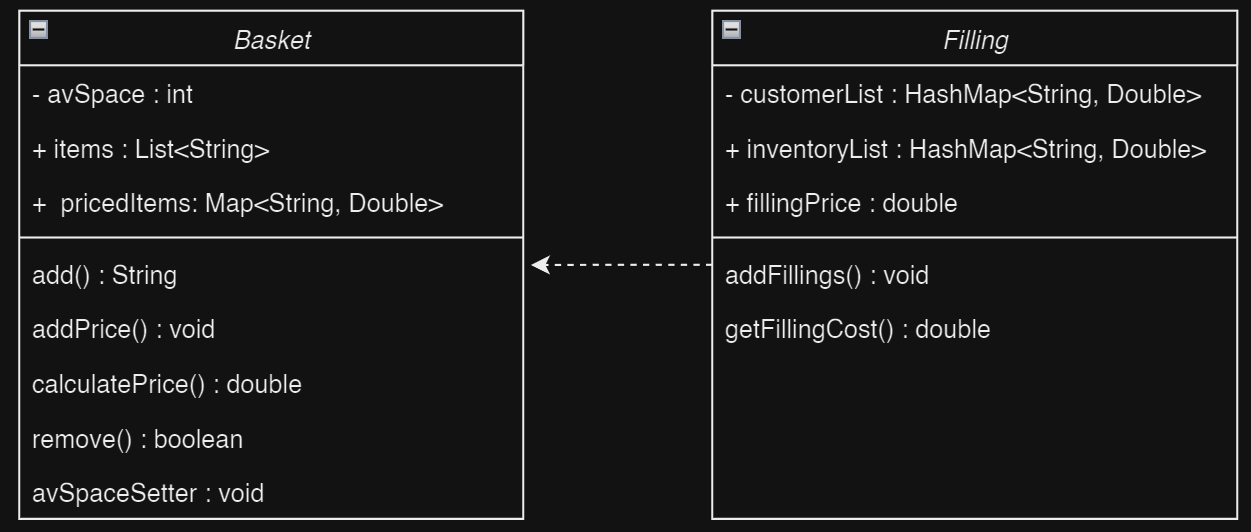 Basket
- avSpace : int
+ items : List<String>
+  pricedItems: Map<String, Double>
add() : String
addPrice() : void
calculatePrice() : double
remove() : boolean
avSpaceSetter : void
Filling
- customerList : HashMap<String, Double>
+ inventoryList : HashMap<String, Double>
+ fillingPrice : double
addFillings() : void
getFillingCost() : double